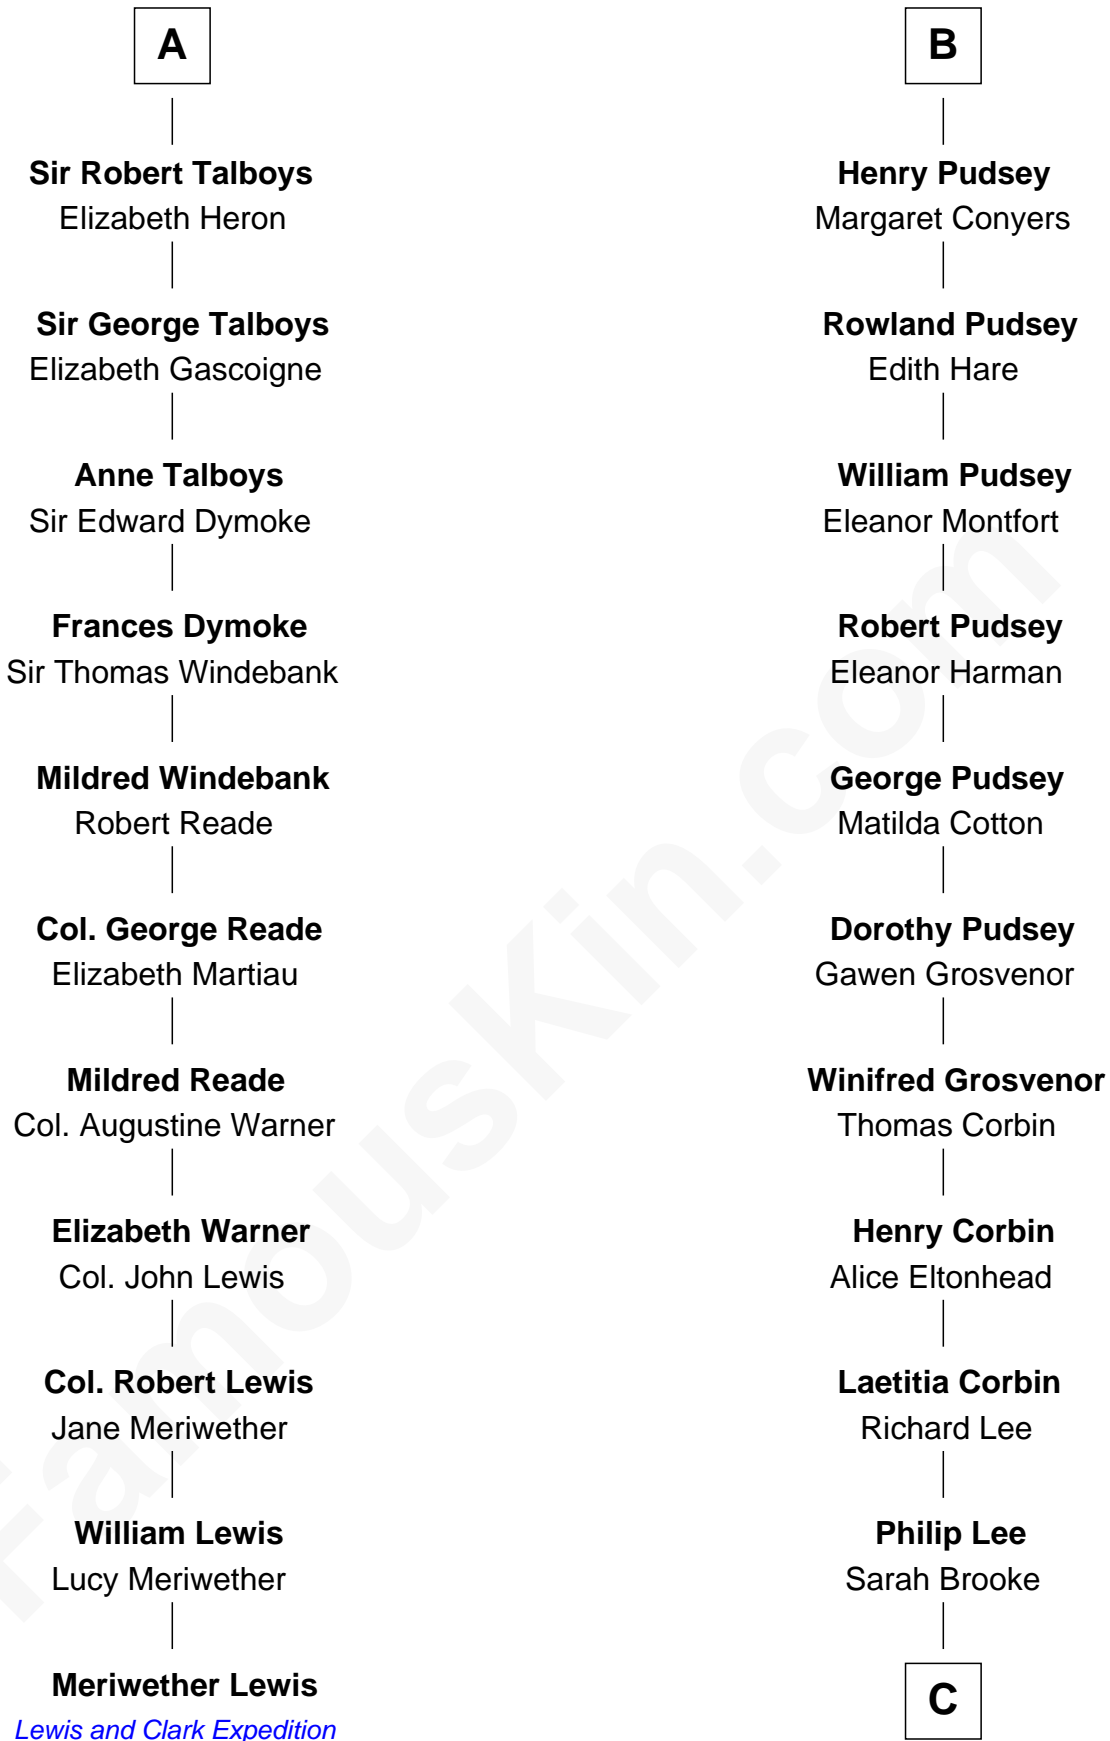 A
Sir Robert Talboys
Elizabeth Heron
Sir George Talboys
Elizabeth Gascoigne
Anne Talboys
Sir Edward Dymoke
Frances Dymoke
Sir Thomas Windebank
Mildred Windebank
Robert Reade
Col. George Reade
Elizabeth Martiau
Mildred Reade
Col. Augustine Warner
Elizabeth Warner
Col. John Lewis
Col. Robert Lewis
Jane Meriwether
William Lewis
Lucy Meriwether
Meriwether Lewis
Lewis and Clark Expedition
B
Henry Pudsey
Margaret Conyers
Rowland Pudsey
Edith Hare
William Pudsey
Eleanor Montfort
Robert Pudsey
Eleanor Harman
George Pudsey
Matilda Cotton
Dorothy Pudsey
Gawen Grosvenor
Winifred Grosvenor
Thomas Corbin
Henry Corbin
Alice Eltonhead
Laetitia Corbin
Richard Lee
Philip Lee
Sarah Brooke
C
FamousKin.com